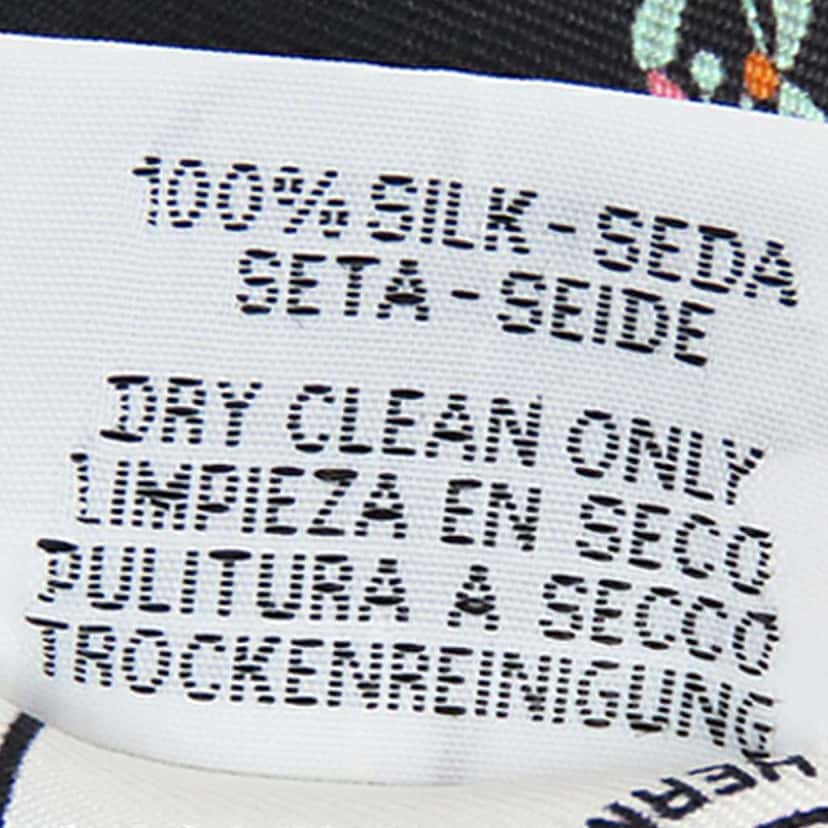 100% SILK - SEDA
SETA - SEIDE
DRY CLEAN ONLY
LIMPIEZA EN SECO
PULITURA A SECCO
TROCKENREINIGUNG